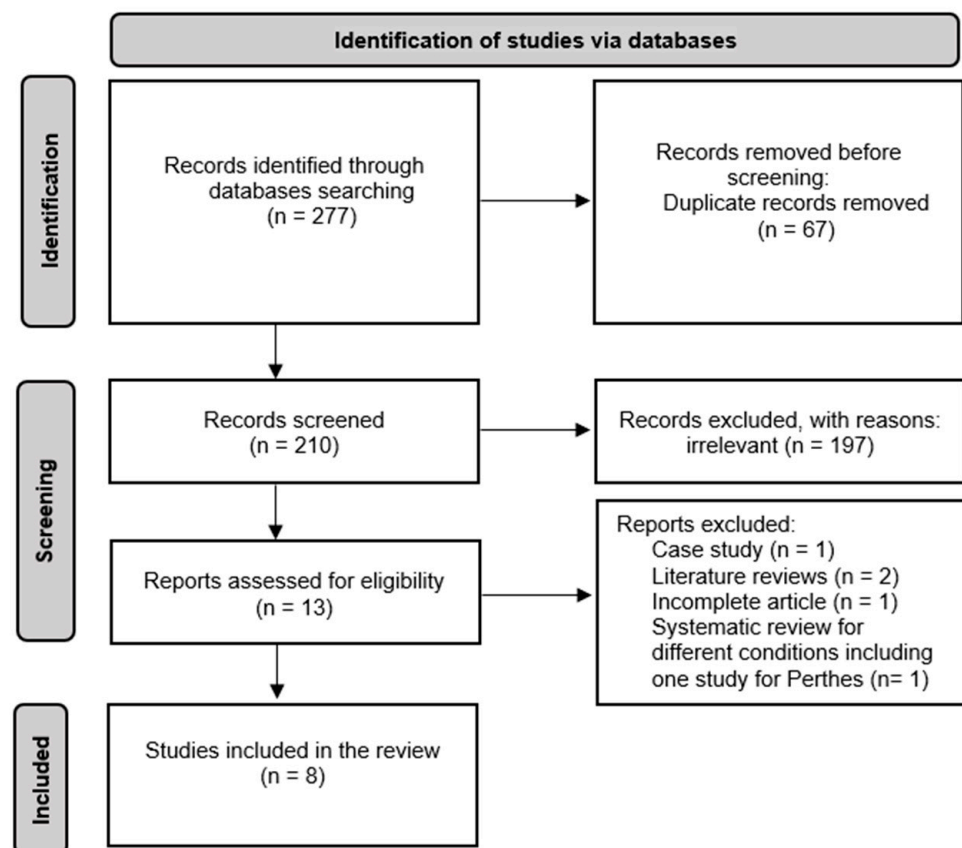 Identification of studies via databases
Identification
Records identified through
databases searching
(n = 277)
Records removed before
screening:
Duplicate records removed
(n = 67)
Screening
Records screened
(n = 210)
Records excluded, with reasons:
irrelevant (n = 197)
Reports assessed for eligibility
(n = 13)
Reports excluded:
Case study (n = 1)
Literature reviews (n = 2)
Incomplete article (n = 1)
Systematic review for
different conditions including
one study for Perthes (n= 1)
Included
Studies included in the review
(n = 8)